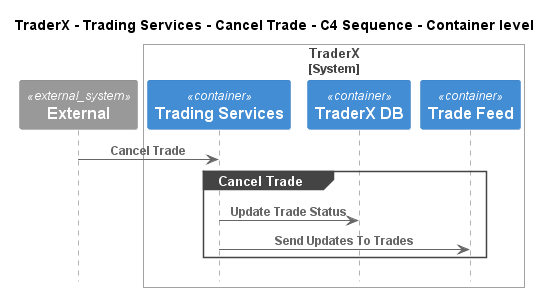 TraderX - Trading Services - Cancel Trade - C4 Sequence - Container level
TraderX
[System]
«external_system»
External
«container»
Trading Services
«container»
TraderX DB
«container»
Trade Feed
Cancel Trade
Cancel Trade
Update Trade Status
Send Updates To Trades